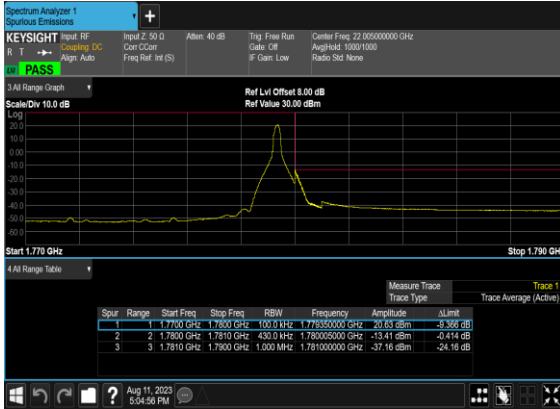 Spectrum Analyzer 1
Spurious Emissions
+
KEYSIGHT Input: RF Input Z: 50 Ω Atten: 40 dB Trig: Free Run Center Freq: 22.005000000 GHz
R T Coupling: DC Corr CCorr Gate: Off Avg|Hold: 1000/1000
Align: Auto Freq Ref: Int (S) IF Gain: Low Radio Std: None
PASS
3 All Range Graph Ref Lvl Offset 8.00 dB
Scale/Div 10.0 dB Ref Value 30.00 dBm
Log
20.0
10.0
0.00
-10.0
-20.0
-30.0
-40.0
-50.0
-60.0
Start 1.770 GHz Stop 1.790 GH
4 All Range Table
Measure Trace Trace 1
Trace Type Trace Average (Active)
Spur Range Start Freq Stop Freq RBW Frequency Amplitude ΔLimit
1 1 1.7700 GHz 1.7800 GHz 100.0 kHz 1.779350000 GHz 20.63 dBm -9.366 dB
2 2 1.7800 GHz 1.7810 GHz 430.0 kHz 1.780005000 GHz -13.41 dBm -0.414 dB
3 3 1.7810 GHz 1.7900 GHz 1.000 MHz 1.781000000 GHz -37.16 dBm -24.16 dB
?
Aug 11, 2023
5:04:56 PM